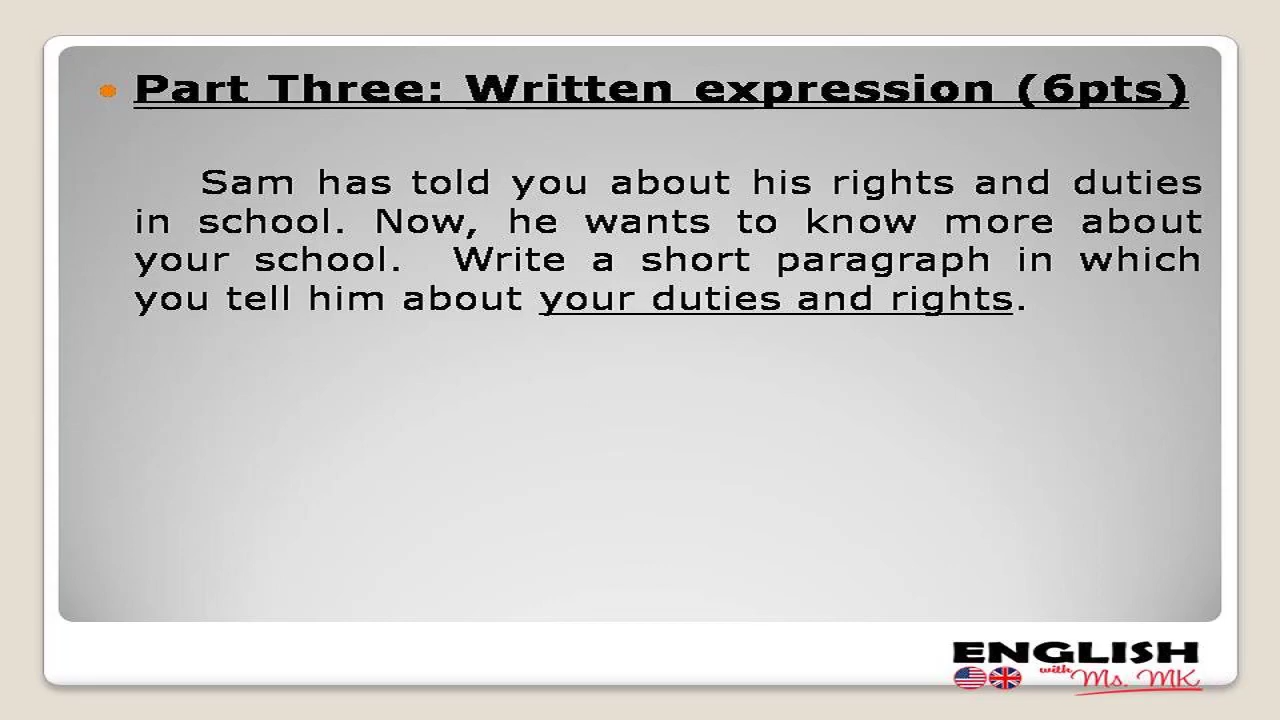 Part Three: Written expression (6pts)
Sam has told you about his rights and duties
in school. Now, he wants to know more about
your school. Write a short paragraph in which
you tell him about your duties and rights.
ENGLISH
with Ms. MK